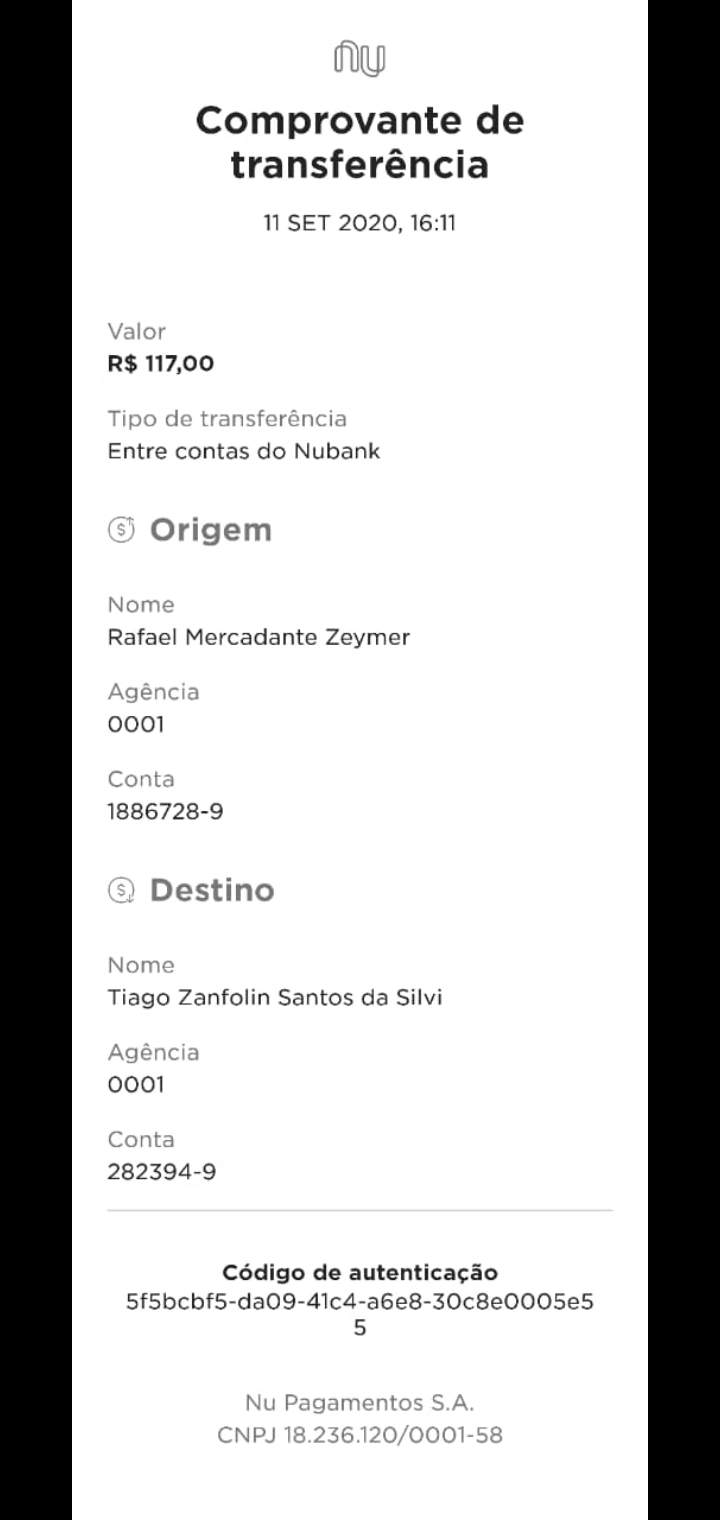 nu
Comprovante de
transferência
11 SET 2020, 16:11
Valor
R$ 117,00
Tipo de transferência
Entre contas do Nubank
Origem
Nome
Rafael Mercadante Zeymer
Agência
0001
Conta
1886728-9
Destino
Nome
Tiago Zanfolin Santos da Silvi
Agência
0001
Conta
282394-9
Código de autenticação
5f5bcbf5-da09-41c4-a6e8-30c8e0005e5
5
Nu Pagamentos S.A.
CNPJ 18.236.120/0001-58